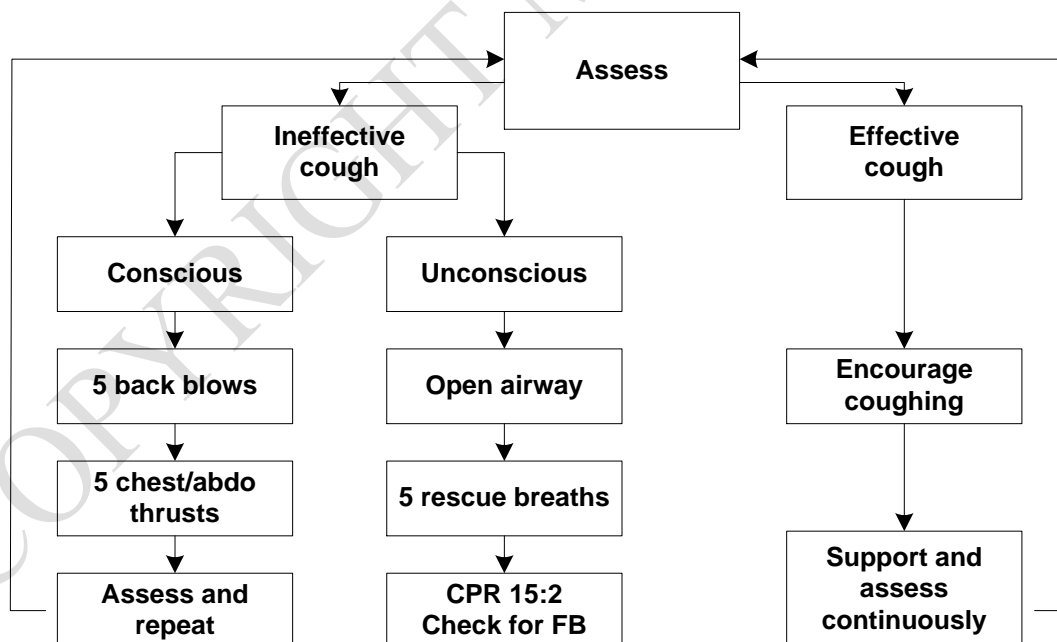 Assess
Ineffective
cough
Effective
cough
Conscious
Unconscious
5 back blows
Open airway
Encourage
coughing
5 chest/abdo
thrusts
5 rescue breaths
Assess and
repeat
CPR 15:2
Check for FB
Support and
assess
continuously
COPYRIGHT